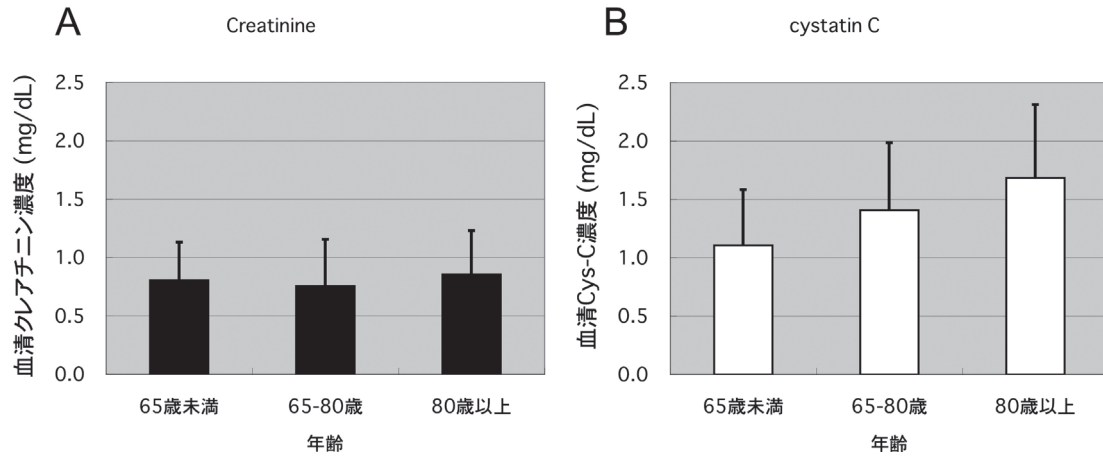 A
Creatinine
血清クレアチニン濃度 (mg/dL)
2.5
2.0
1.5
1.0
0.5
0.0
65歳未満 65-80歳 80歳以上
年齢
B
cystatin C
血清Cys-C濃度 (mg/dL)
2.5
2.0
1.5
1.0
0.5
0.0
65歳未満 65-80歳 80歳以上
年齢